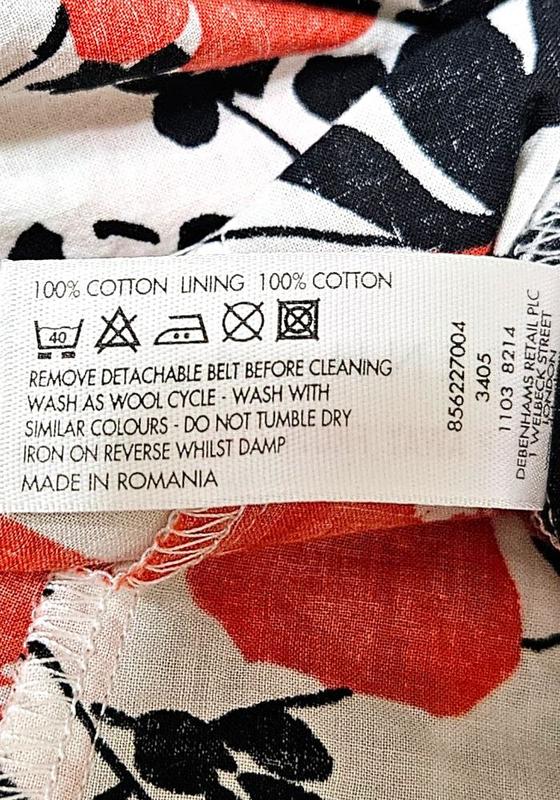 100% COTTON LINING 100% COTTON
40
REMOVE DETACHABLE BELT BEFORE CLEANING
WASH AS WOOL CYCLE - WASH WITH
SIMILAR COLOURS - DO NOT TUMBLE DRY
IRON ON REVERSE WHILST DAMP
MADE IN ROMANIA
856227004
3405
1103 8214
DEBENHAMS RETAIL PLC
1 WELBECK STREET
LONDON